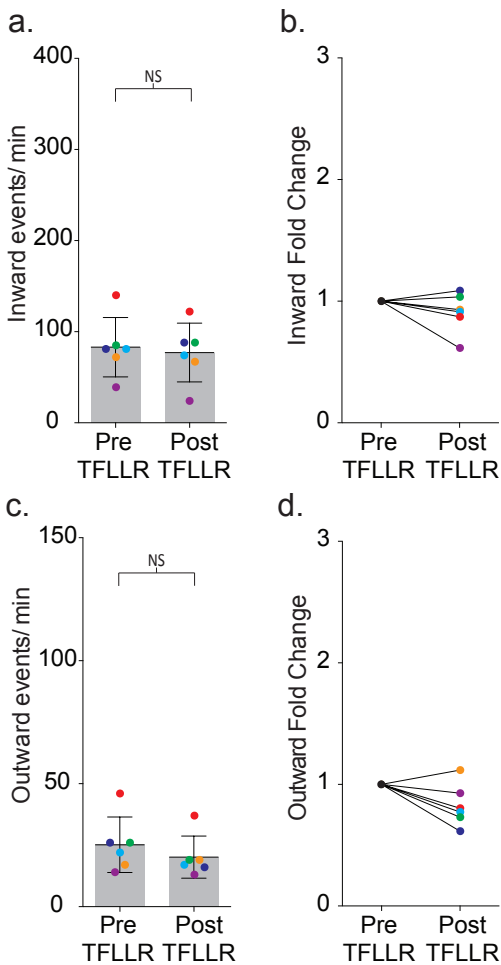 a.
Inward events/ min
400
300
200
100
0
NS
Pre
TFLLR
Post
TFLLR
b.
Inward Fold Change
3
2
1
0
Pre
TFLLR
Post
TFLLR
c.
Outward events/ min
150
100
50
0
NS
Pre
TFLLR
Post
TFLLR
d.
Outward Fold Change
3
2
1
0
Pre
TFLLR
Post
TFLLR